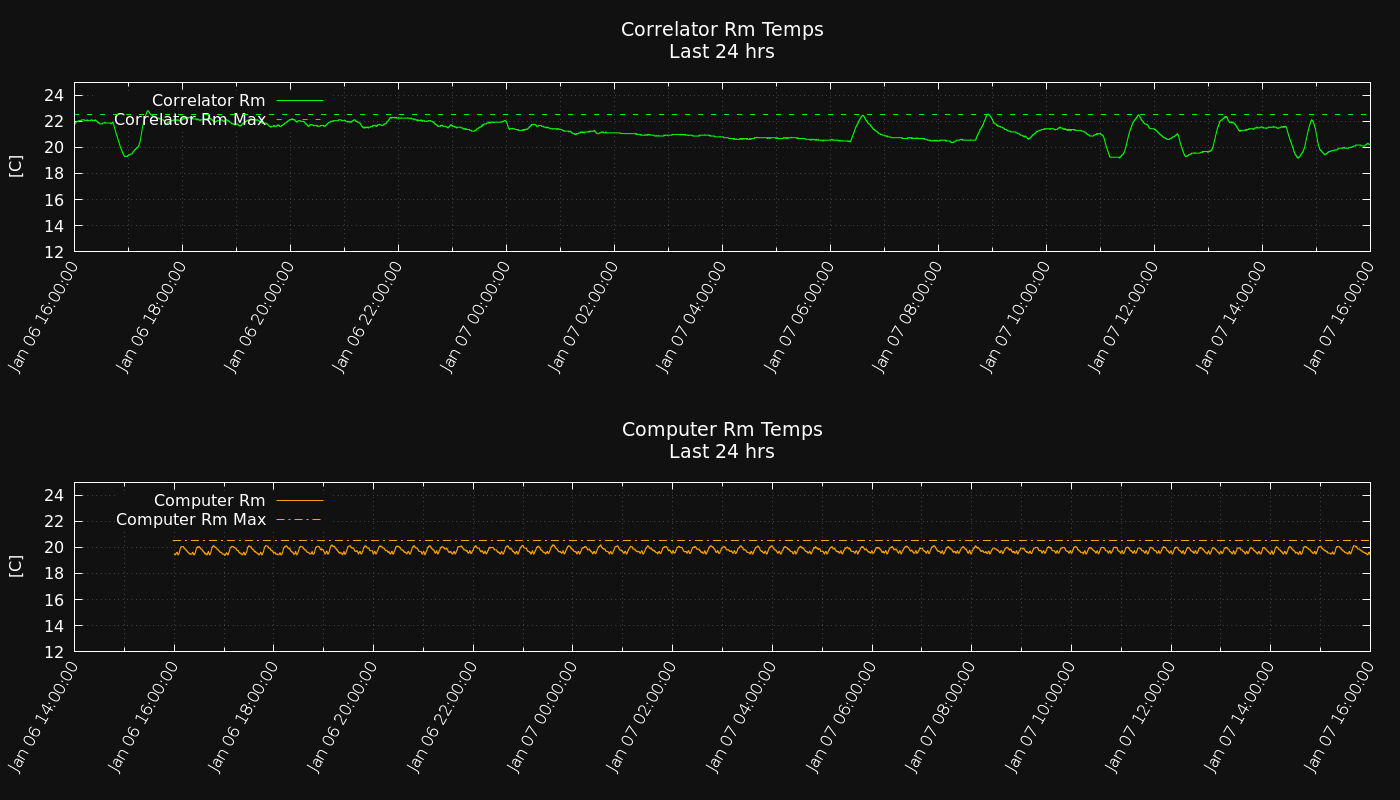 Correlator Rm Temps
Last 24 hrs
Correlator Rm
Correlator Rm Max
[C]
24
22
20
18
16
14
12
Jan 06 16:00:00
Jan 06 18:00:00
Jan 06 20:00:00
Jan 06 22:00:00
Jan 07 00:00:00
Jan 07 02:00:00
Jan 07 04:00:00
Jan 07 06:00:00
Jan 07 08:00:00
Jan 07 10:00:00
Jan 07 12:00:00
Jan 07 14:00:00
Jan 07 16:00:00
Computer Rm Temps
Last 24 hrs
Computer Rm
Computer Rm Max
[C]
24
22
20
18
16
14
12
Jan 06 14:00:00
Jan 06 16:00:00
Jan 06 18:00:00
Jan 06 20:00:00
Jan 06 22:00:00
Jan 07 00:00:00
Jan 07 02:00:00
Jan 07 04:00:00
Jan 07 06:00:00
Jan 07 08:00:00
Jan 07 10:00:00
Jan 07 12:00:00
Jan 07 14:00:00
Jan 07 16:00:00